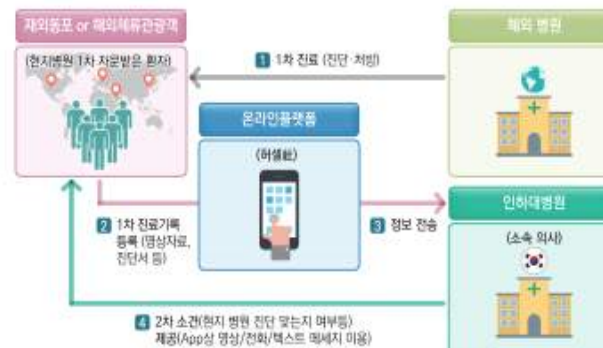 재외동포 or 해외체류관광객
(현지병원 1차 자문받은 환자)
해외 병원
1 1차 진료 (진단·처방)
온라인플랫폼
(허셀社)
인하대병원
(소속 의사)
2 1차 진료기록
등록 (영상자료,
진단서 등)
3 정보 전송
4 2차 소견(현지 병원 진단 맞는지 여부등)
제공(App상 영상/전화/텍스트 메세지 이용)